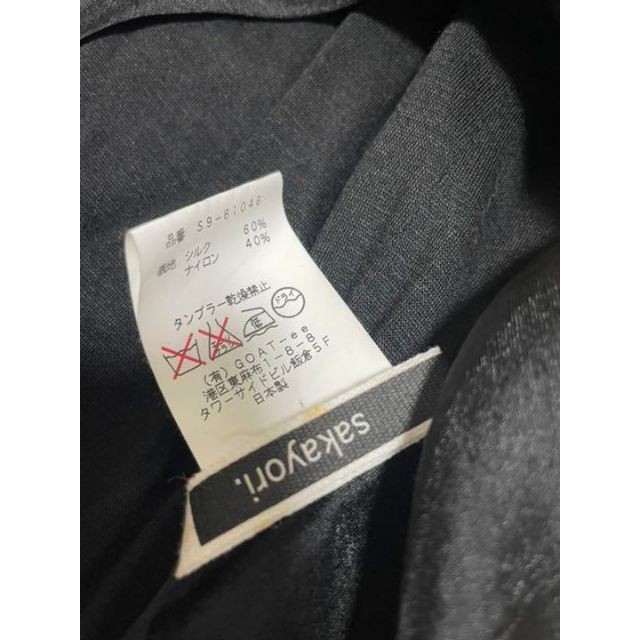 品番 S9-61046
表地 シルク 60%
ナイロン 40%
タンブラー乾燥禁止
低 ドライ
(有)GOAT-ee
港区東麻布1-8-8
タワーサイドビル飯倉5F
日本製
sakayori.